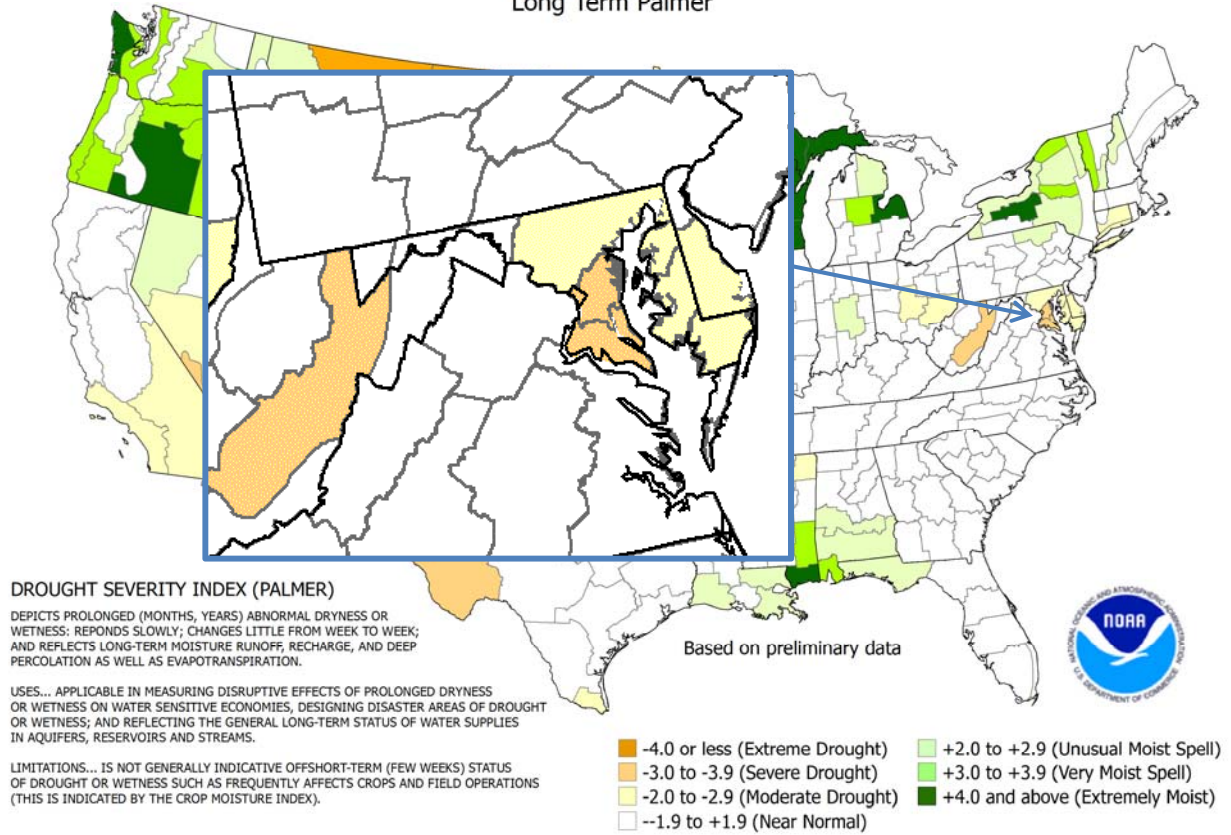 Long Term Palmer
DROUGHT SEVERITY INDEX (PALMER)
DEPICTS PROLONGED (MONTHS, YEARS) ABNORMAL DRYNESS OR
WETNESS: REPONDS SLOWLY; CHANGES LITTLE FROM WEEK TO WEEK;
AND REFLECTS LONG-TERM MOISTURE RUNOFF, RECHARGE, AND DEEP
PERCOLATION AS WELL AS EVAPOTRANSPIRATION.
USES... APPLICABLE IN MEASURING DISRUPTIVE EFFECTS OF PROLONGED DRYNESS
OR WETNESS ON WATER SENSITIVE ECONOMIES, DESIGNING DISASTER AREAS OF DROUGHT
OR WETNESS; AND REFLECTING THE GENERAL LONG-TERM STATUS OF WATER SUPPLIES
IN AQUIFERS, RESERVOIRS AND STREAMS.
LIMITATIONS... IS NOT GENERALLY INDICATIVE OFFSHORT-TERM (FEW WEEKS) STATUS
OF DROUGHT OR WETNESS SUCH AS FREQUENTLY AFFECTS CROPS AND FIELD OPERATIONS
(THIS IS INDICATED BY THE CROP MOISTURE INDEX).
Based on preliminary data
NATIONAL OCEANIC AND ATMOSPHERIC ADMINISTRATION
NOAA
U.S. DEPARTMENT OF COMMERCE
-4.0 or less (Extreme Drought)
-3.0 to -3.9 (Severe Drought)
-2.0 to -2.9 (Moderate Drought)
--1.9 to +1.9 (Near Normal)
+2.0 to +2.9 (Unusual Moist Spell)
+3.0 to +3.9 (Very Moist Spell)
+4.0 and above (Extremely Moist)